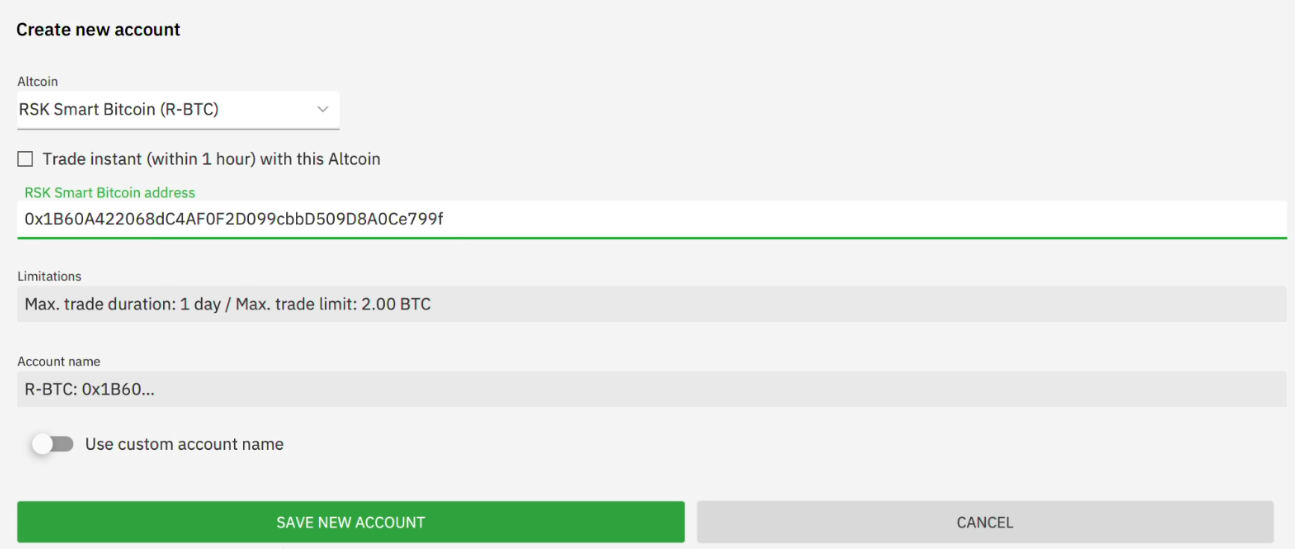 Create new account
Altcoin
RSK Smart Bitcoin (R-BTC)
Trade instant (within 1 hour) with this Altcoin
RSK Smart Bitcoin address
0x1B60A422068dC4AF0F2D099cbbD509D8A0Ce799f
Limitations
Max. trade duration: 1 day / Max. trade limit: 2.00 BTC
Account name
R-BTC: 0x1B60...
Use custom account name
SAVE NEW ACCOUNT
CANCEL